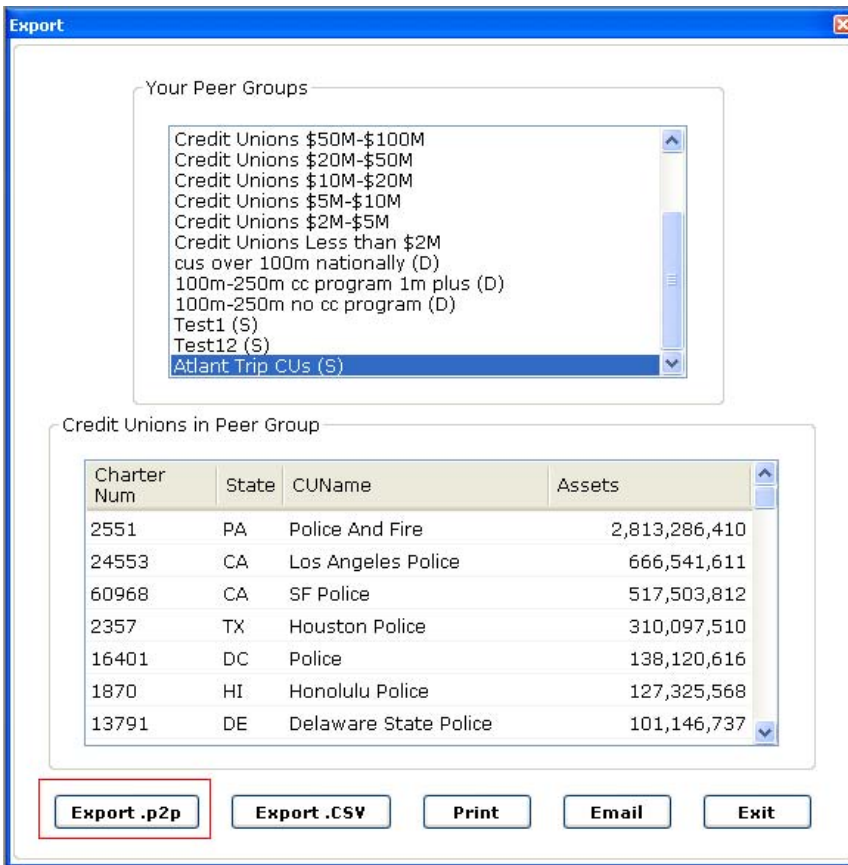 Export
Your Peer Groups
Credit Unions $50M-$100M
Credit Unions $20M-$50M
Credit Unions $10M-$20M
Credit Unions $5M-$10M
Credit Unions $2M-$5M
Credit Unions Less than $2M
cus over 100m nationally (D)
100m-250m cc program 1m plus (D)
100m-250m no cc program (D)
Test1 (S)
Test12 (S)
Atlant Trip CUs (S)
Credit Unions in Peer Group
Charter Num State CUName Assets
2551 PA Police And Fire 2,813,286,410
24553 CA Los Angeles Police 666,541,611
60968 CA SF Police 517,503,812
2357 TX Houston Police 310,097,510
16401 DC Police 138,120,616
1870 HI Honolulu Police 127,325,568
13791 DE Delaware State Police 101,146,737
Export .p2p Export .CSV Print Email Exit